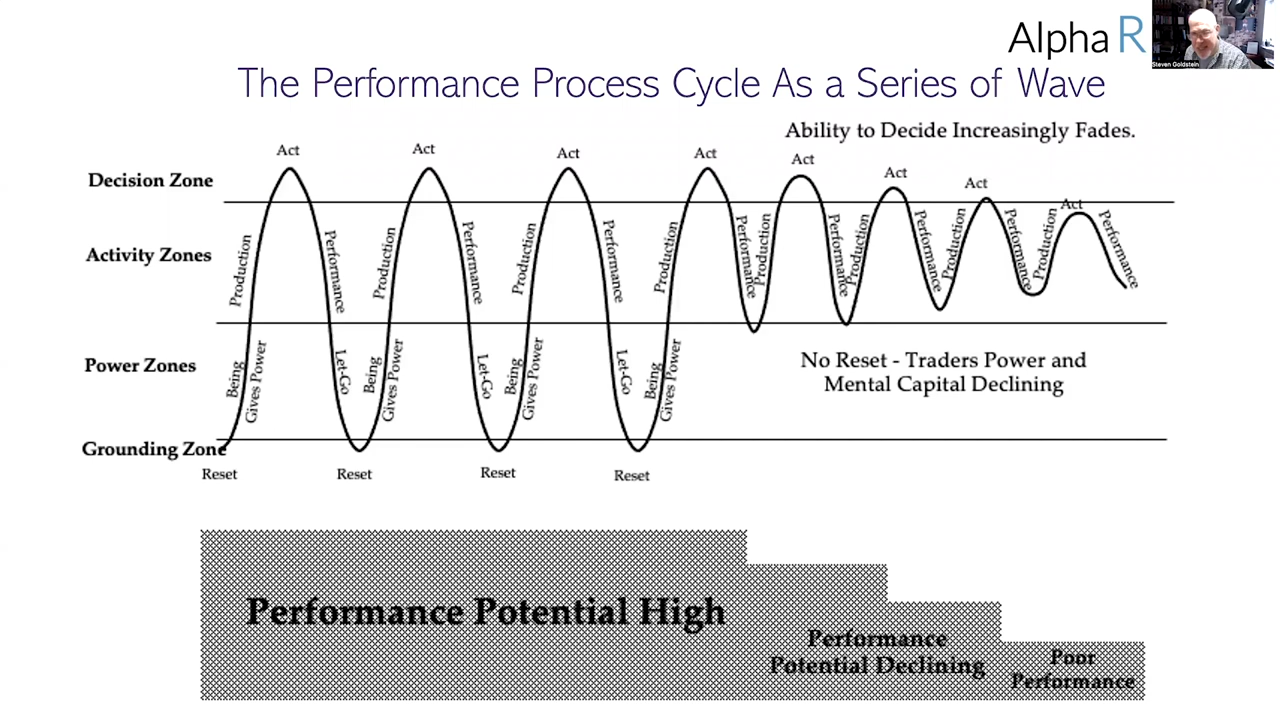 Alpha R
Steven Goldstein
The Performance Process Cycle As a Series of Wave
Ability to Decide Increasingly Fades.
Act
Act
Act
Act
Act
Act
Act
Act
Decision Zone
Activity Zones
Production
Performance
Production
Performance
Production
Performance
Production
Performance
Production
Performance
Production
Performance
Production
Performance
Production
Performance
Power Zones
Being
Gives Power
Let-Go
Being
Gives Power
Let-Go
Being
Gives Power
Let-Go
Being
Gives Power
No Reset - Traders Power and
Mental Capital Declining
Grounding Zone
Reset
Reset
Reset
Reset
Performance Potential High
Performance
Potential Declining
Poor
Performance